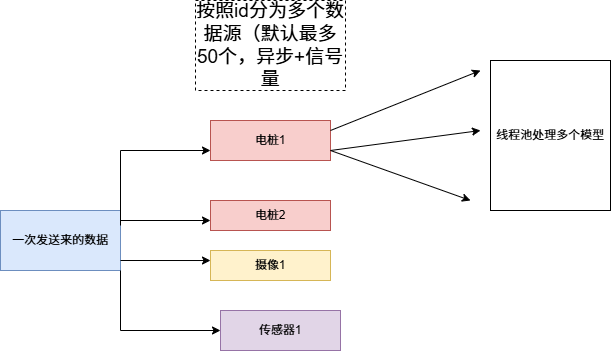 按照id分为多个数
据源（默认最多
50个，异步+信号
量
电桩1
线程池处理多个模型
电桩2
一次发送来的数据
摄像1
传感器1